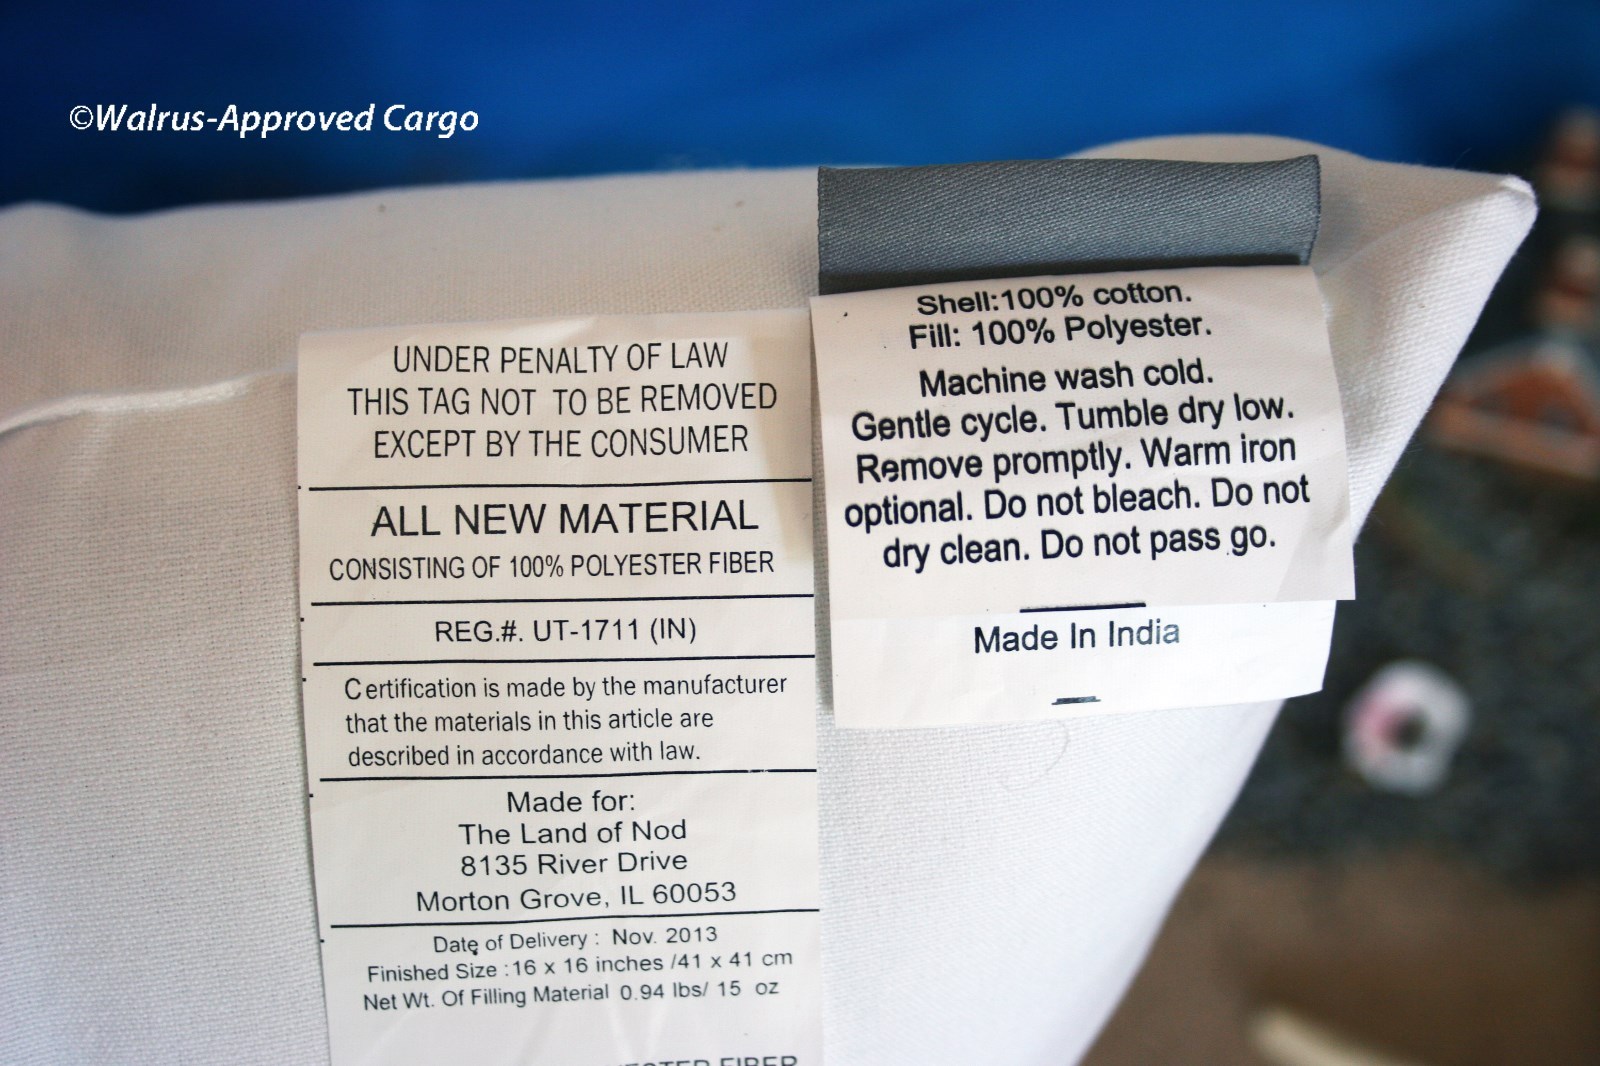 ©Walrus-Approved Cargo
UNDER PENALTY OF LAW
THIS TAG NOT TO BE REMOVED
EXCEPT BY THE CONSUMER
ALL NEW MATERIAL
CONSISTING OF 100% POLYESTER FIBER
REG.#. UT-1711 (IN)
Certification is made by the manufacturer
that the materials in this article are
described in accordance with law.
Made for:
The Land of Nod
8135 River Drive
Morton Grove, IL 60053
Date of Delivery : Nov. 2013
Finished Size : 16 x 16 inches /41 x 41 cm
Net Wt. Of Filling Material 0.94 lbs/ 15 oz
FIBER
Shell:100% cotton.
Fill: 100% Polyester.
Machine wash cold.
Gentle cycle. Tumble dry low.
Remove promptly. Warm iron
optional. Do not bleach. Do not
dry clean. Do not pass go.
Made In India